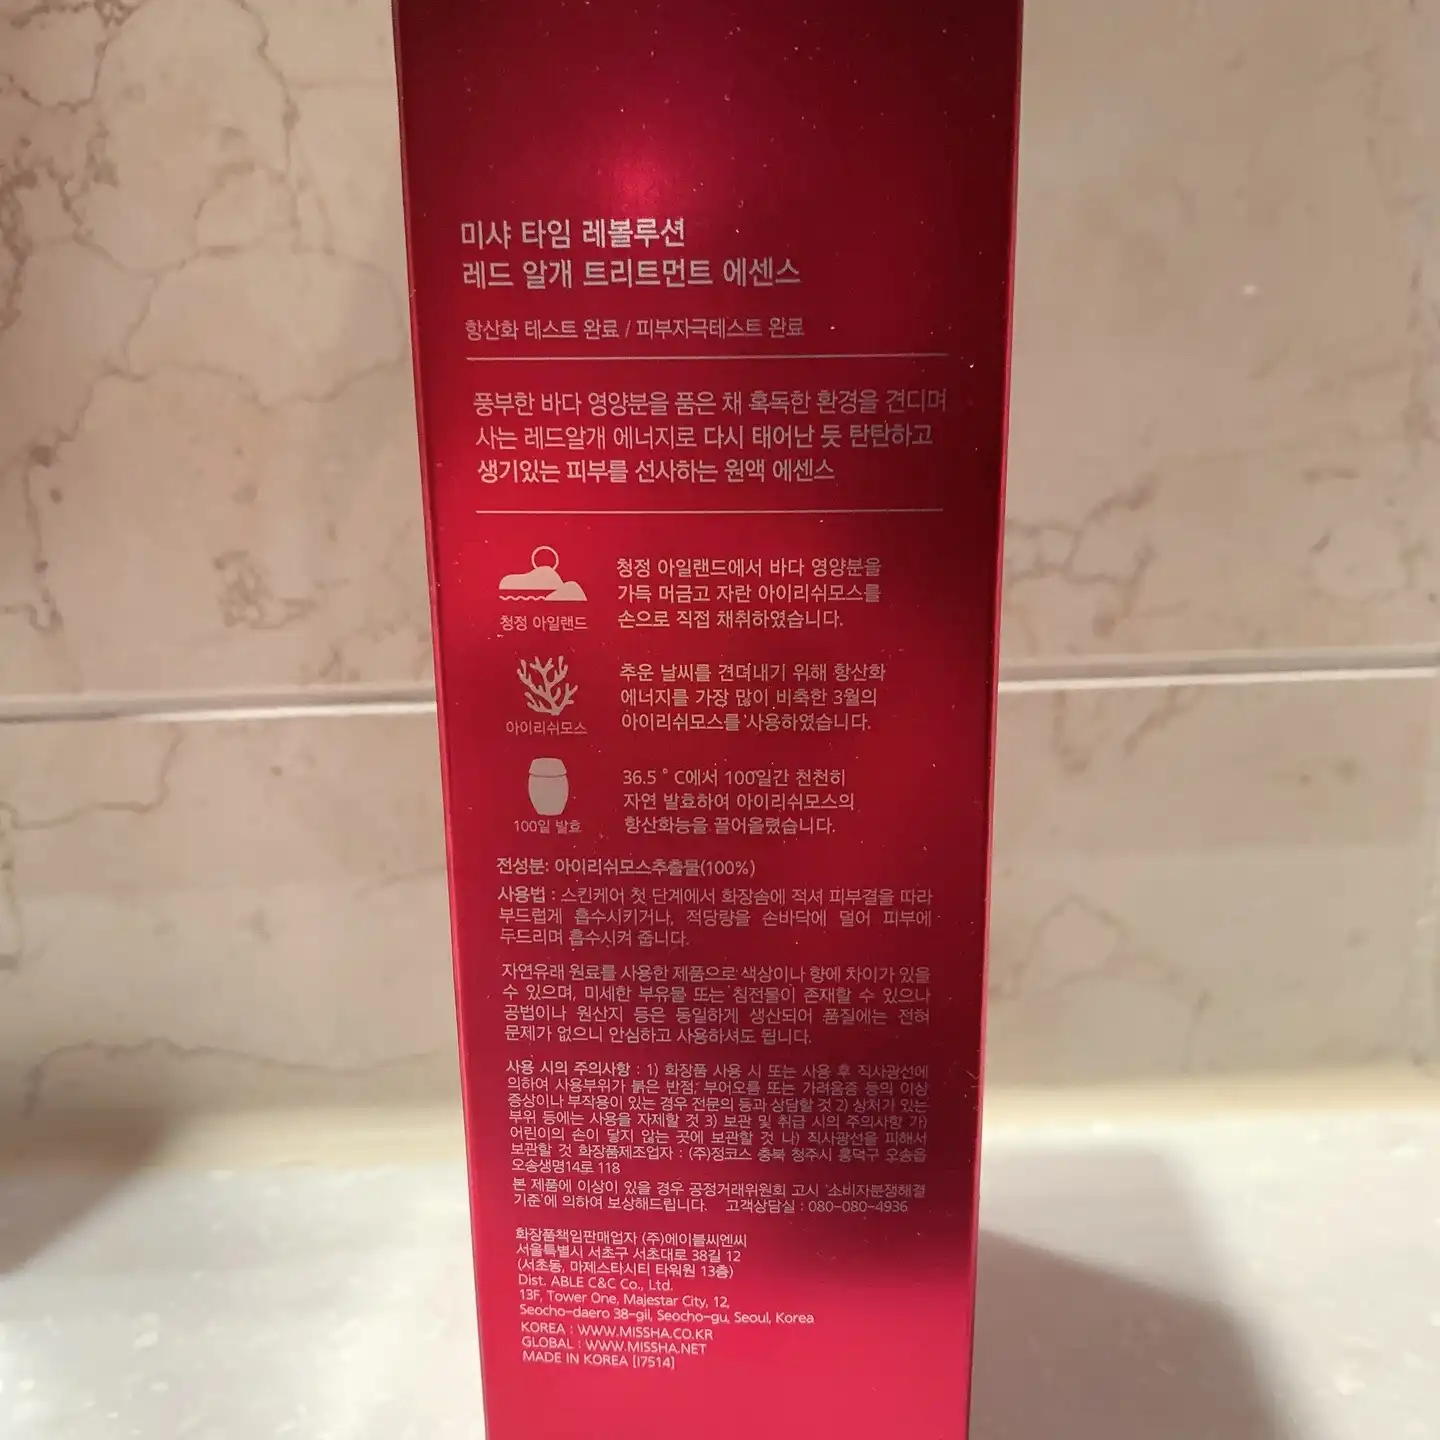 미샤 타임 레볼루션
레드 알개 트리트먼트 에센스
항산화 테스트 완료 / 피부자극테스트 완료
풍부한 바다 영양분을 품은 채 혹독한 환경을 견디며
사는 레드알개 에너지로 다시 태어난 듯 탄탄하고
생기있는 피부를 선사하는 원액 에센스
청정 아일랜드
청정 아일랜드에서 바다 영양분을
가득 머금고 자란 아이리쉬모스를
손으로 직접 채취하였습니다.
아이리쉬모스
추운 날씨를 견뎌내기 위해 항산화
에너지를 가장 많이 비축한 3월의
아이리쉬모스를 사용하였습니다.
100일 발효
36.5 ° C에서 100일간 천천히
자연 발효하여 아이리쉬모스의
항산화능을 끌어올렸습니다.
전성분: 아이리쉬모스추출물(100%)
사용법 : 스킨케어 첫 단계에서 화장솜에 적셔 피부결을 따라
부드럽게 흡수시키거나, 적당량을 손바닥에 덜어 피부에
두드리며 흡수시켜 줍니다.
자연유래 원료를 사용한 제품으로 색상이나 향에 차이가 있을
수 있으며, 미세한 부유물 또는 침전물이 존재할 수 있으나
공법이나 원산지 등은 동일하게 생산되어 품질에는 전혀
문제가 없으니 안심하고 사용하셔도 됩니다.
사용 시의 주의사항 : 1) 화장품 사용 시 또는 사용 후 직사광선에
의하여 사용부위가 붉은 반점, 부어오름 또는 가려움증 등의 이상
증상이나 부작용이 있는 경우 전문의 등과 상담할 것 2) 상처가 있는
부위 등에는 사용을 자제할 것 3) 보관 및 취급 시의 주의사항 가)
어린이의 손이 닿지 않는 곳에 보관할 것 나) 직사광선을 피해서
보관할 것 화장품제조업자 : (주)정코스 충북 청주시 흥덕구 오송읍
오송생명14로 118
본 제품에 이상이 있을 경우 공정거래위원회 고시 '소비자분쟁해결
기준'에 의하여 보상해드립니다. 고객상담실 : 080-080-4936
화장품책임판매업자 (주)에이블씨엔씨
서울특별시 서초구 서초대로 38길 12
(서초동, 마제스타시티 타워원 13층)
Dist. ABLE C&C Co., Ltd.
13F, Tower One, Majestar City, 12,
Seocho-daero 38-gil, Seocho-gu, Seoul, Korea
KOREA : WWW.MISSHA.CO.KR
GLOBAL : WWW.MISSHA.NET
MADE IN KOREA [I7514]